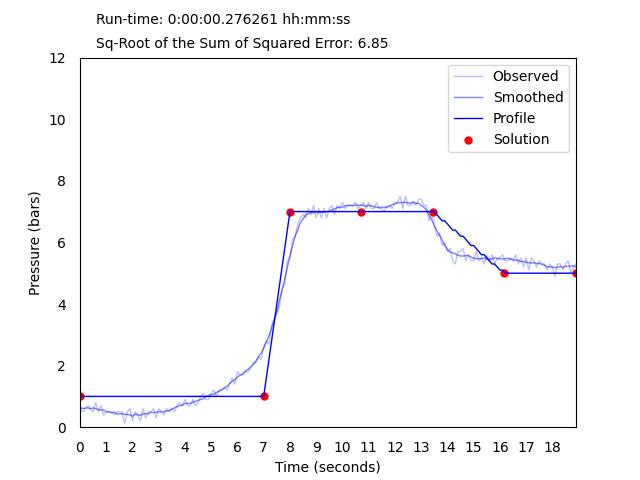 Run-time: 0:00:00.276261 hh:mm:ss
Sq-Root of the Sum of Squared Error: 6.85
12
10
8
6
4
2
0
Pressure (bars)
Observed
Smoothed
Profile
Solution
0 1 2 3 4 5 6 7 8 9 10 11 12 13 14 15 16 17 18
Time (seconds)